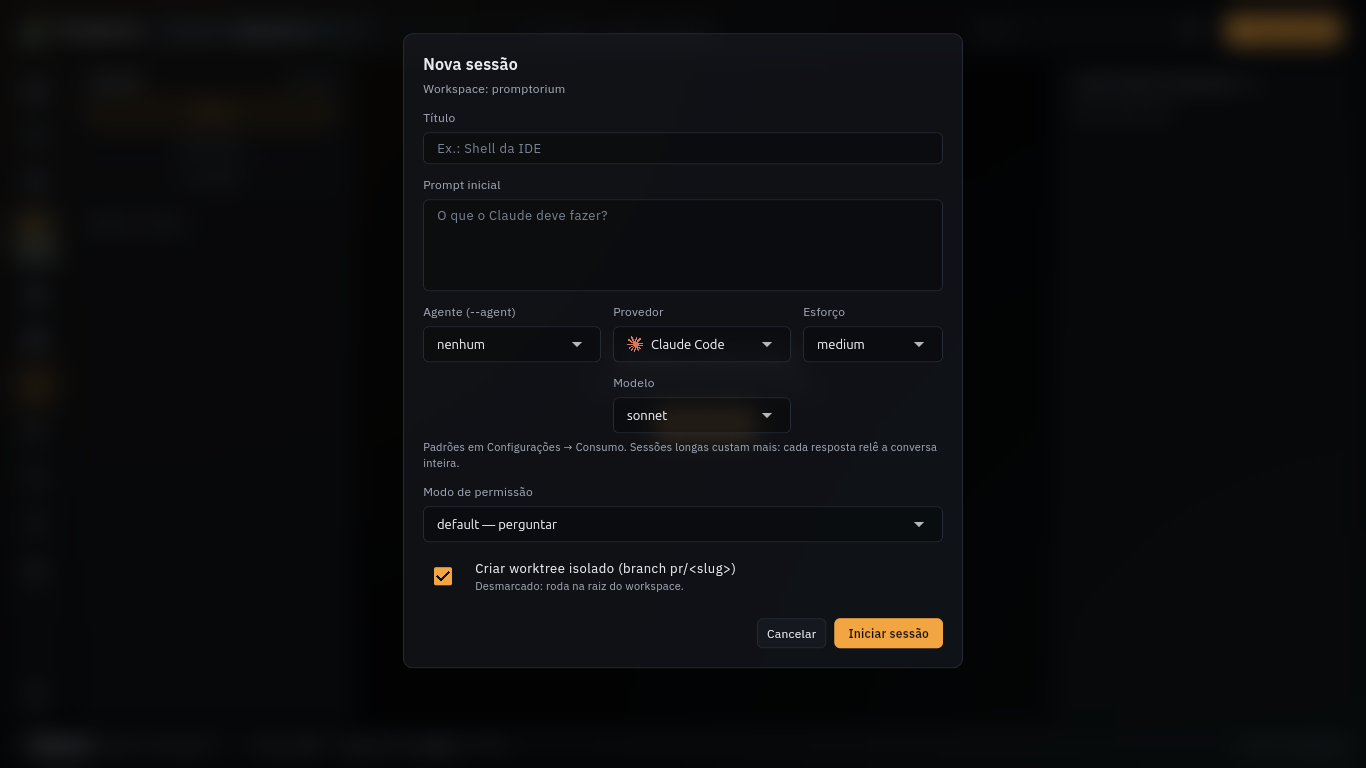 Nova sessão
Workspace: promptorium
Título
Ex.: Shell da IDE
Prompt inicial
O que o Claude deve fazer?
Agente (--agent)
Provedor
Esforço
nenhum
Claude Code
medium
Modelo
sonnet
Padrões em Configurações → Consumo. Sessões longas custam mais: cada resposta relê a conversa
inteira.
Modo de permissão
default — perguntar
Criar worktree isolado (branch pr/<slug>)
Desmarcado: roda na raiz do workspace.
Cancelar
Iniciar sessão